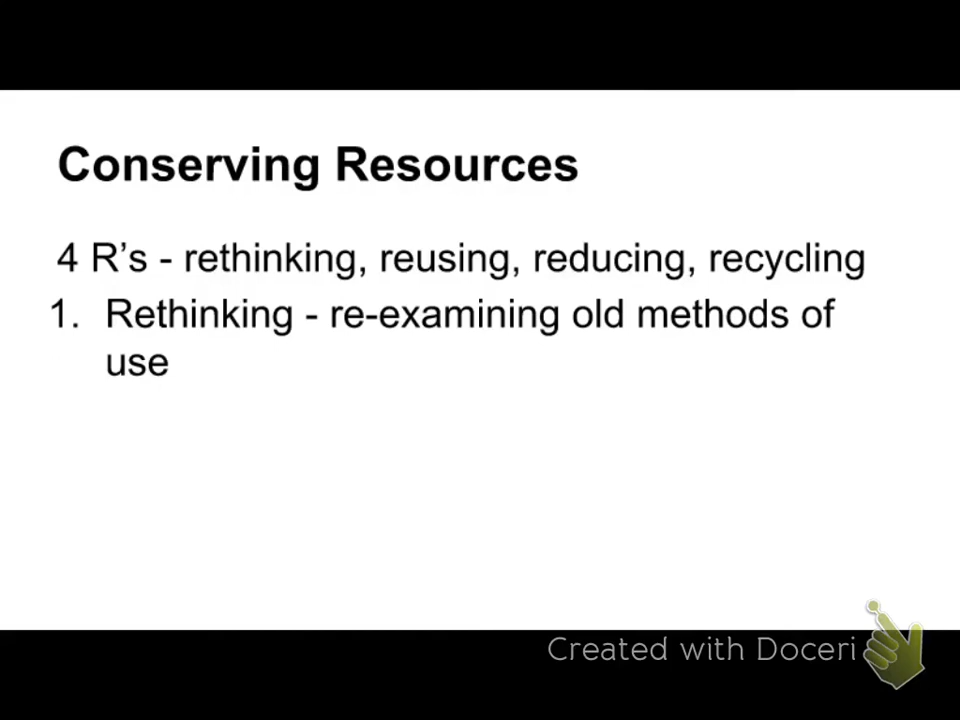 Conserving Resources
4 R’s - rethinking, reusing, reducing, recycling
1. Rethinking - re-examining old methods of
use
Created with Doceri